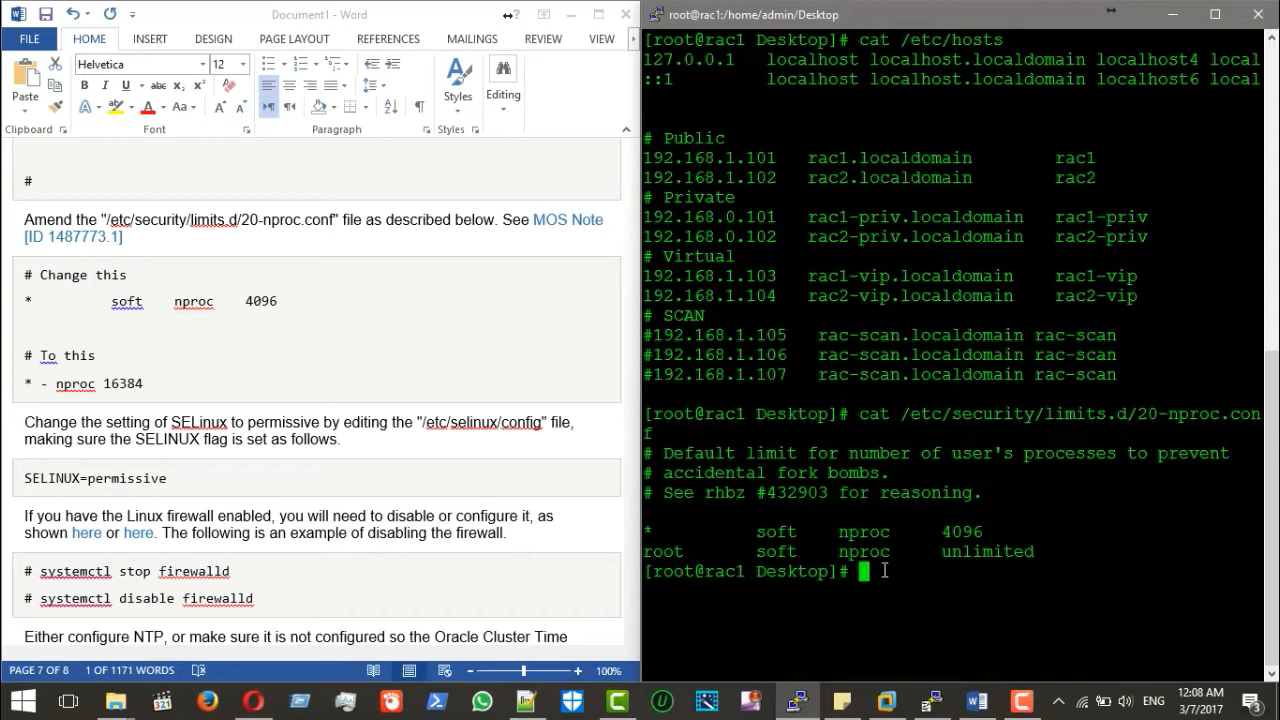 Document1 - Word
FILE
HOME
INSERT
DESIGN
PAGE LAYOUT
REFERENCES
MAILINGS
REVIEW
VIEW
Paste
Helvetica
12
Styles
Editing
Clipboard
Font
Paragraph
Styles
#
Amend the "/etc/security/limits.d/20-nproc.conf" file as described below. See MOS Note
[ID 1487773.1]
# Change this
* soft nproc 4096
# To this
* - nproc 16384
Change the setting of SELinux to permissive by editing the "/etc/selinux/config" file,
making sure the SELINUX flag is set as follows.
SELINUX=permissive
If you have the Linux firewall enabled, you will need to disable or configure it, as
shown here or here. The following is an example of disabling the firewall.
# systemctl stop firewalld
# systemctl disable firewalld
Either configure NTP, or make sure it is not configured so the Oracle Cluster Time
PAGE 7 OF 8
1 OF 1171 WORDS
100%
root@rac1:/home/admin/Desktop
[root@rac1 Desktop]# cat /etc/hosts
127.0.0.1 localhost localhost.localdomain localhost4 local
::1 localhost localhost.localdomain localhost6 local
# Public
192.168.1.101 rac1.localdomain rac1
192.168.1.102 rac2.localdomain rac2
# Private
192.168.0.101 rac1-priv.localdomain rac1-priv
192.168.0.102 rac2-priv.localdomain rac2-priv
# Virtual
192.168.1.103 rac1-vip.localdomain rac1-vip
192.168.1.104 rac2-vip.localdomain rac2-vip
# SCAN
#192.168.1.105 rac-scan.localdomain rac-scan
#192.168.1.106 rac-scan.localdomain rac-scan
#192.168.1.107 rac-scan.localdomain rac-scan
[root@rac1 Desktop]# cat /etc/security/limits.d/20-nproc.con
f
# Default limit for number of user's processes to prevent
# accidental fork bombs.
# See rhbz #432903 for reasoning.
* soft nproc 4096
root soft nproc unlimited
[root@rac1 Desktop]#
ENG
12:08 AM
3/7/2017